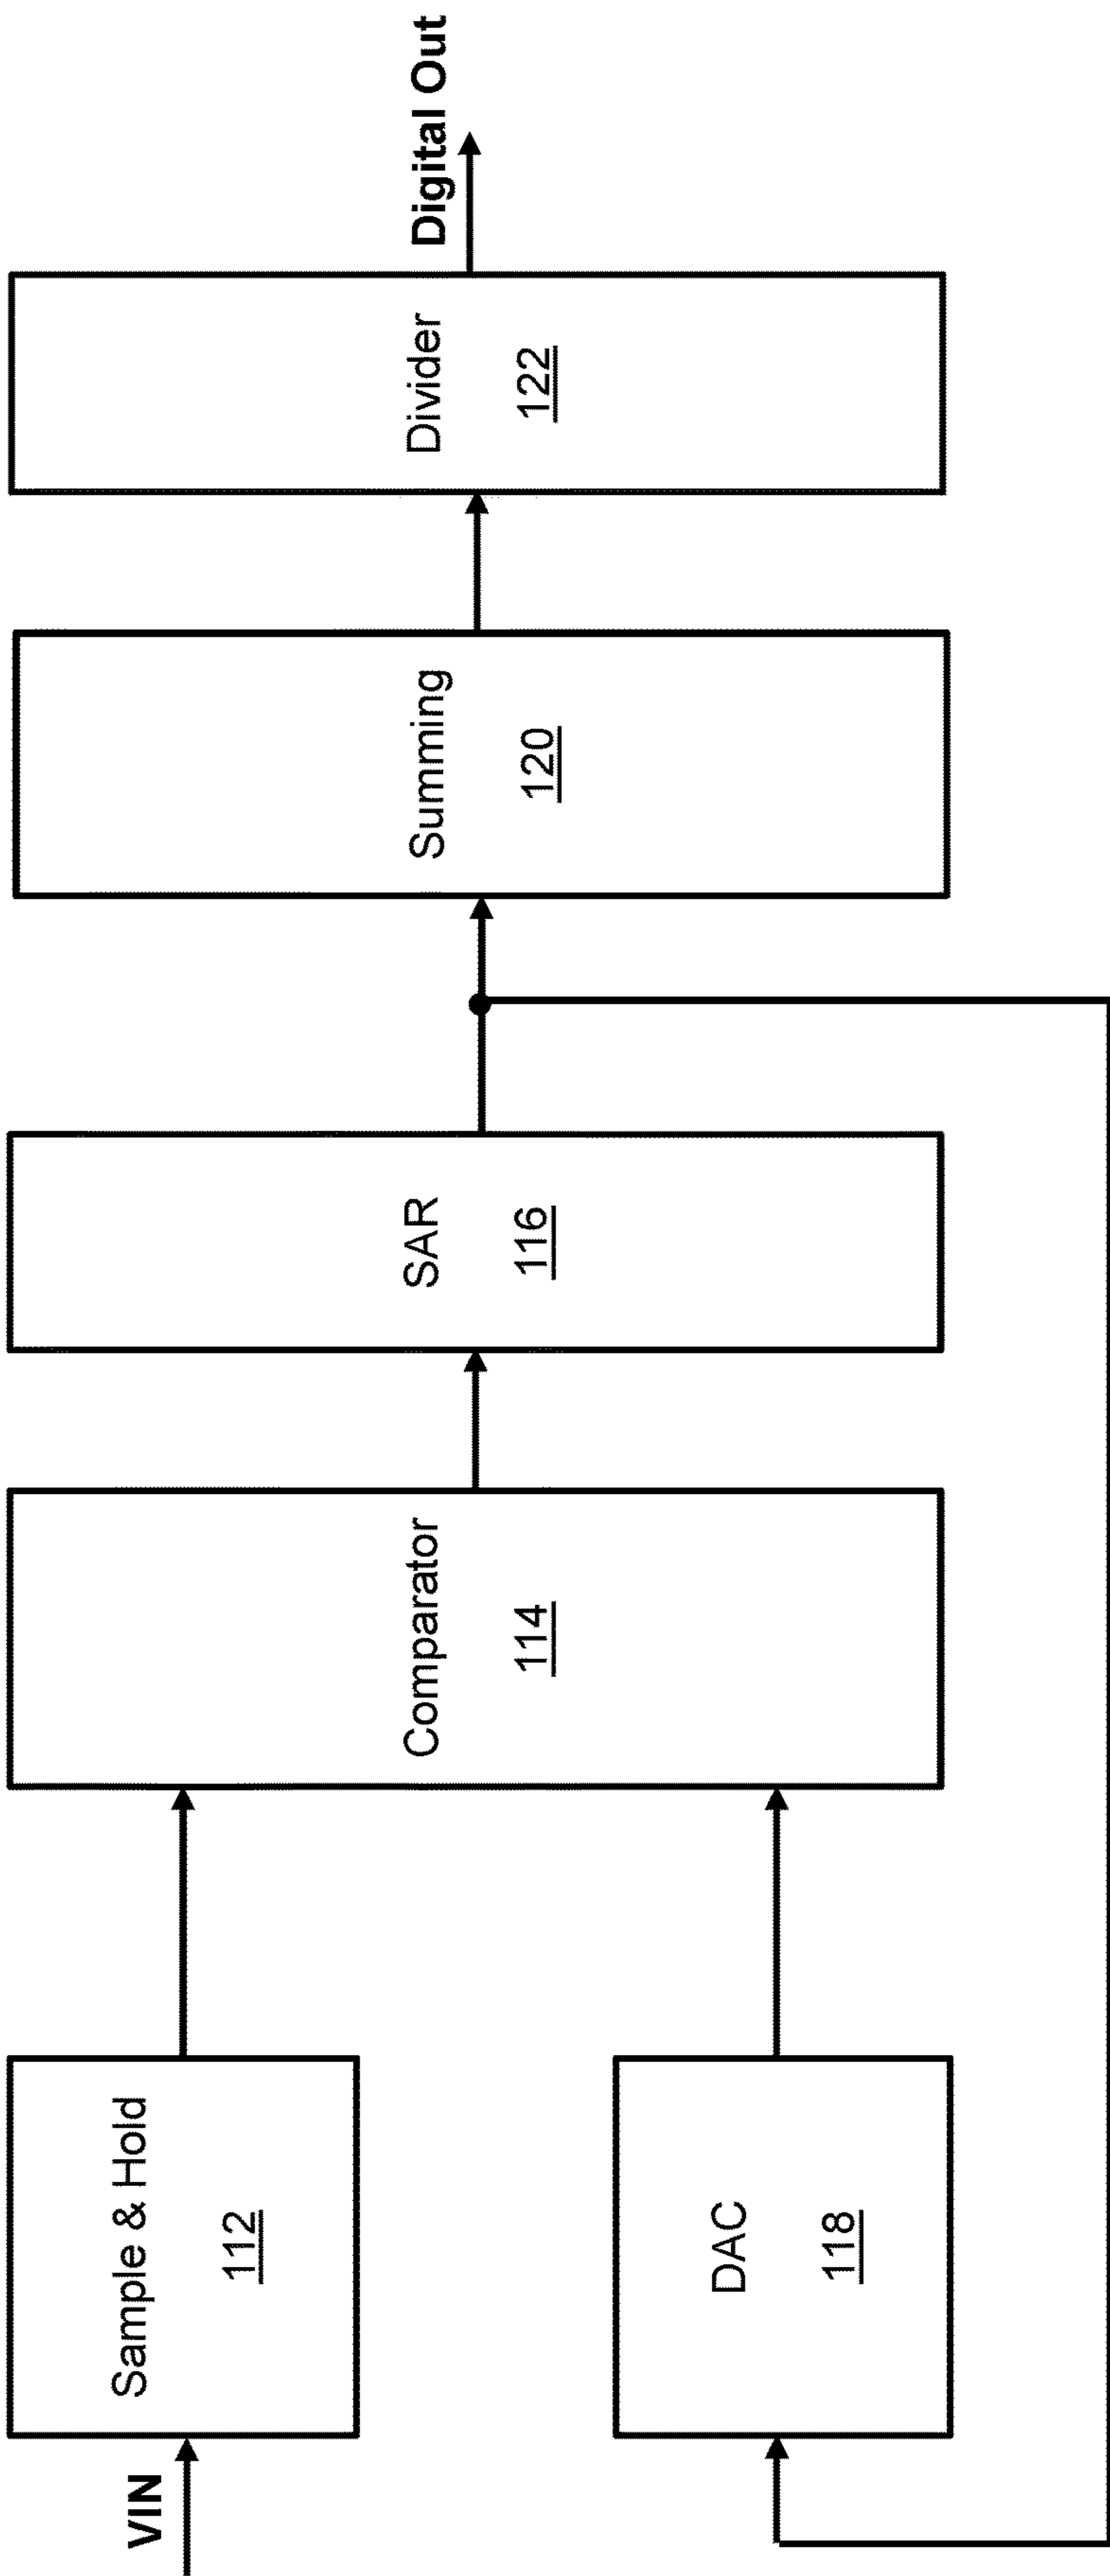 VIN
Sample & Hold
112
DAC
118
Comparator
114
SAR
116
Summing
120
Divider
122
Digital Out